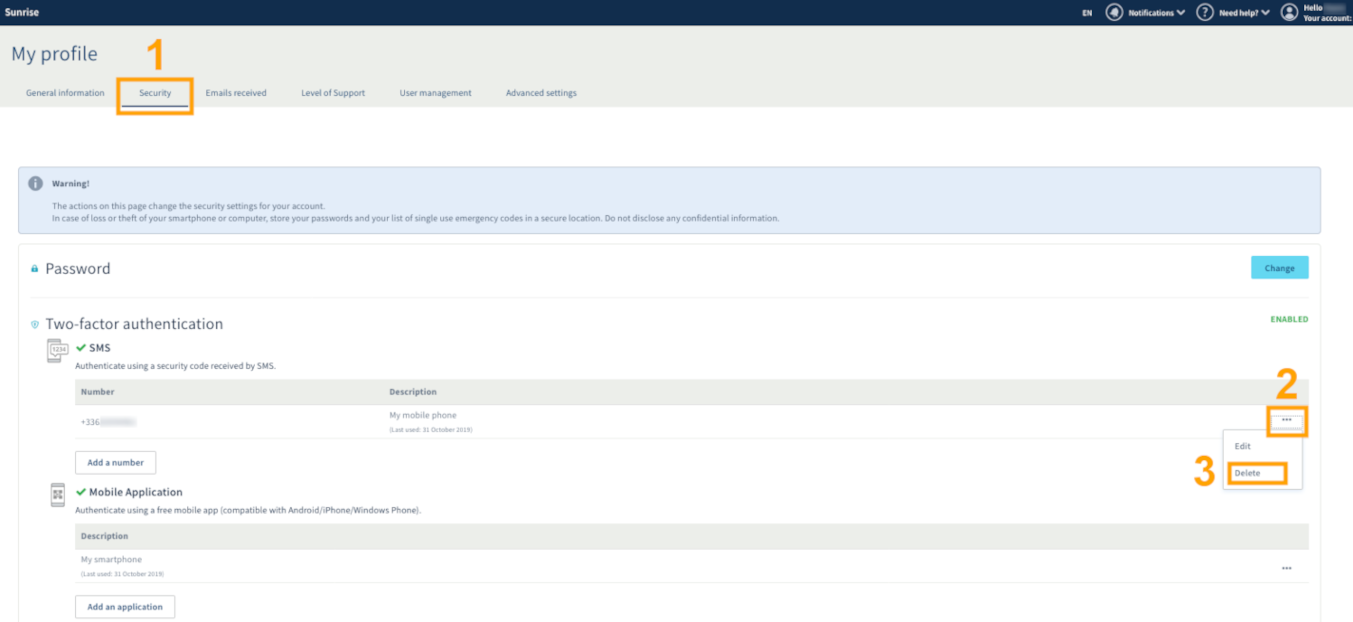 Sunrise
EN Notifications Need help? Hello
Your account:
My profile
1
General information Security Emails received Level of Support User management Advanced settings
Warning!
The actions on this page change the security settings for your account.
In case of loss or theft of your smartphone or computer, store your passwords and your list of single use emergency codes in a secure location. Do not disclose any confidential information.
Password
Change
Two-factor authentication
ENABLED
1234
SMS
Authenticate using a security code received by SMS.
Number Description
2
+336
My mobile phone
(Last used: 31 October 2019)
...
Edit
3
Delete
Add a number
Mobile Application
Authenticate using a free mobile app (compatible with Android/iPhone/Windows Phone).
Description
My smartphone
(Last used: 31 October 2019)
...
Add an application